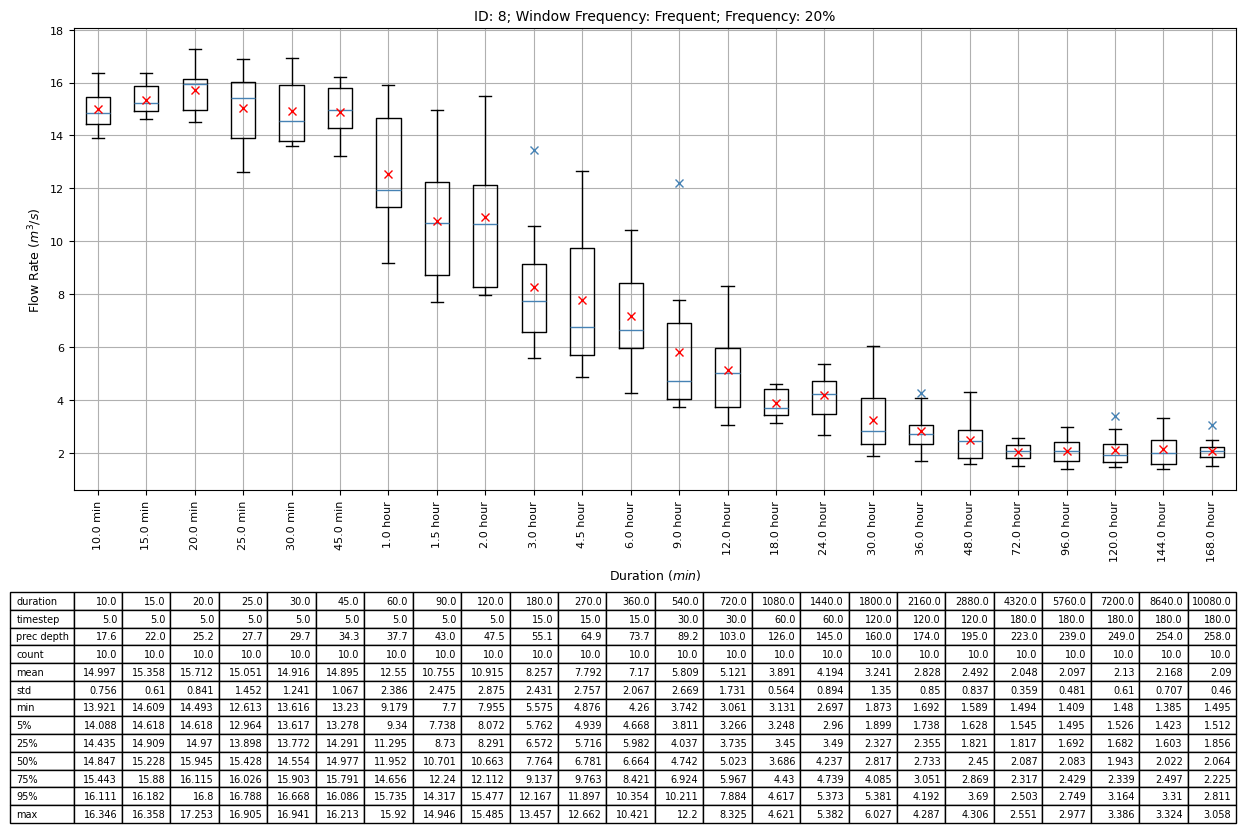 ID: 8; Window Frequency: Frequent; Frequency: 20%
18
16
14
12
10
8
6
4
2
Flow Rate (m³/s)
10.0 min 15.0 min 20.0 min 25.0 min 30.0 min 45.0 min 1.0 hour 1.5 hour 2.0 hour 3.0 hour 4.5 hour 6.0 hour 9.0 hour 12.0 hour 18.0 hour 24.0 hour 30.0 hour 36.0 hour 48.0 hour 72.0 hour 96.0 hour 120.0 hour 144.0 hour 168.0 hour
Duration (min)
duration 10.0 15.0 20.0 25.0 30.0 45.0 60.0 90.0 120.0 180.0 270.0 360.0 540.0 720.0 1080.0 1440.0 1800.0 2160.0 2880.0 4320.0 5760.0 7200.0 8640.0 10080.0
timestep 5.0 5.0 5.0 5.0 5.0 5.0 5.0 5.0 5.0 15.0 15.0 15.0 30.0 30.0 60.0 60.0 120.0 120.0 120.0 180.0 180.0 180.0 180.0 180.0
prec depth 17.6 22.0 25.2 27.7 29.7 34.3 37.7 43.0 47.5 55.1 64.9 73.7 89.2 103.0 126.0 145.0 160.0 174.0 195.0 223.0 239.0 249.0 254.0 258.0
count 10.0 10.0 10.0 10.0 10.0 10.0 10.0 10.0 10.0 10.0 10.0 10.0 10.0 10.0 10.0 10.0 10.0 10.0 10.0 10.0 10.0 10.0 10.0 10.0
mean 14.997 15.358 15.712 15.051 14.916 14.895 12.55 10.755 10.915 8.257 7.792 7.17 5.809 5.121 3.891 4.194 3.241 2.828 2.492 2.048 2.097 2.13 2.168 2.09
std 0.756 0.61 0.841 1.452 1.241 1.067 2.386 2.475 2.875 2.431 2.757 2.067 2.669 1.731 0.564 0.894 1.35 0.85 0.837 0.359 0.481 0.61 0.707 0.46
min 13.921 14.609 14.493 12.613 13.616 13.23 9.179 7.7 7.955 5.575 4.876 4.26 3.742 3.061 3.131 2.697 1.873 1.692 1.589 1.494 1.409 1.48 1.385 1.495
5% 14.088 14.618 14.618 12.964 13.617 13.278 9.34 7.738 8.072 5.762 4.939 4.668 3.811 3.266 3.248 2.96 1.899 1.738 1.628 1.545 1.495 1.526 1.423 1.512
25% 14.435 14.909 14.97 13.898 13.772 14.291 11.295 8.73 8.291 6.572 5.716 5.982 4.037 3.735 3.45 3.49 2.327 2.355 1.821 1.817 1.692 1.682 1.603 1.856
50% 14.847 15.228 15.945 15.428 14.554 14.977 11.952 10.701 10.663 7.764 6.781 6.664 4.742 5.023 3.686 4.237 2.817 2.733 2.45 2.087 2.083 1.943 2.022 2.064
75% 15.443 15.88 16.115 16.026 15.903 15.791 14.656 12.24 12.112 9.137 9.763 8.421 6.924 5.967 4.43 4.739 4.085 3.051 2.869 2.317 2.429 2.339 2.497 2.225
95% 16.111 16.182 16.8 16.788 16.668 16.086 15.735 14.317 15.477 12.167 11.897 10.354 10.211 7.884 4.617 5.373 5.381 4.192 3.69 2.503 2.749 3.164 3.31 2.811
max 16.346 16.358 17.253 16.905 16.941 16.213 15.92 14.946 15.485 13.457 12.662 10.421 12.2 8.325 4.621 5.382 6.027 4.287 4.306 2.551 2.977 3.386 3.324 3.058